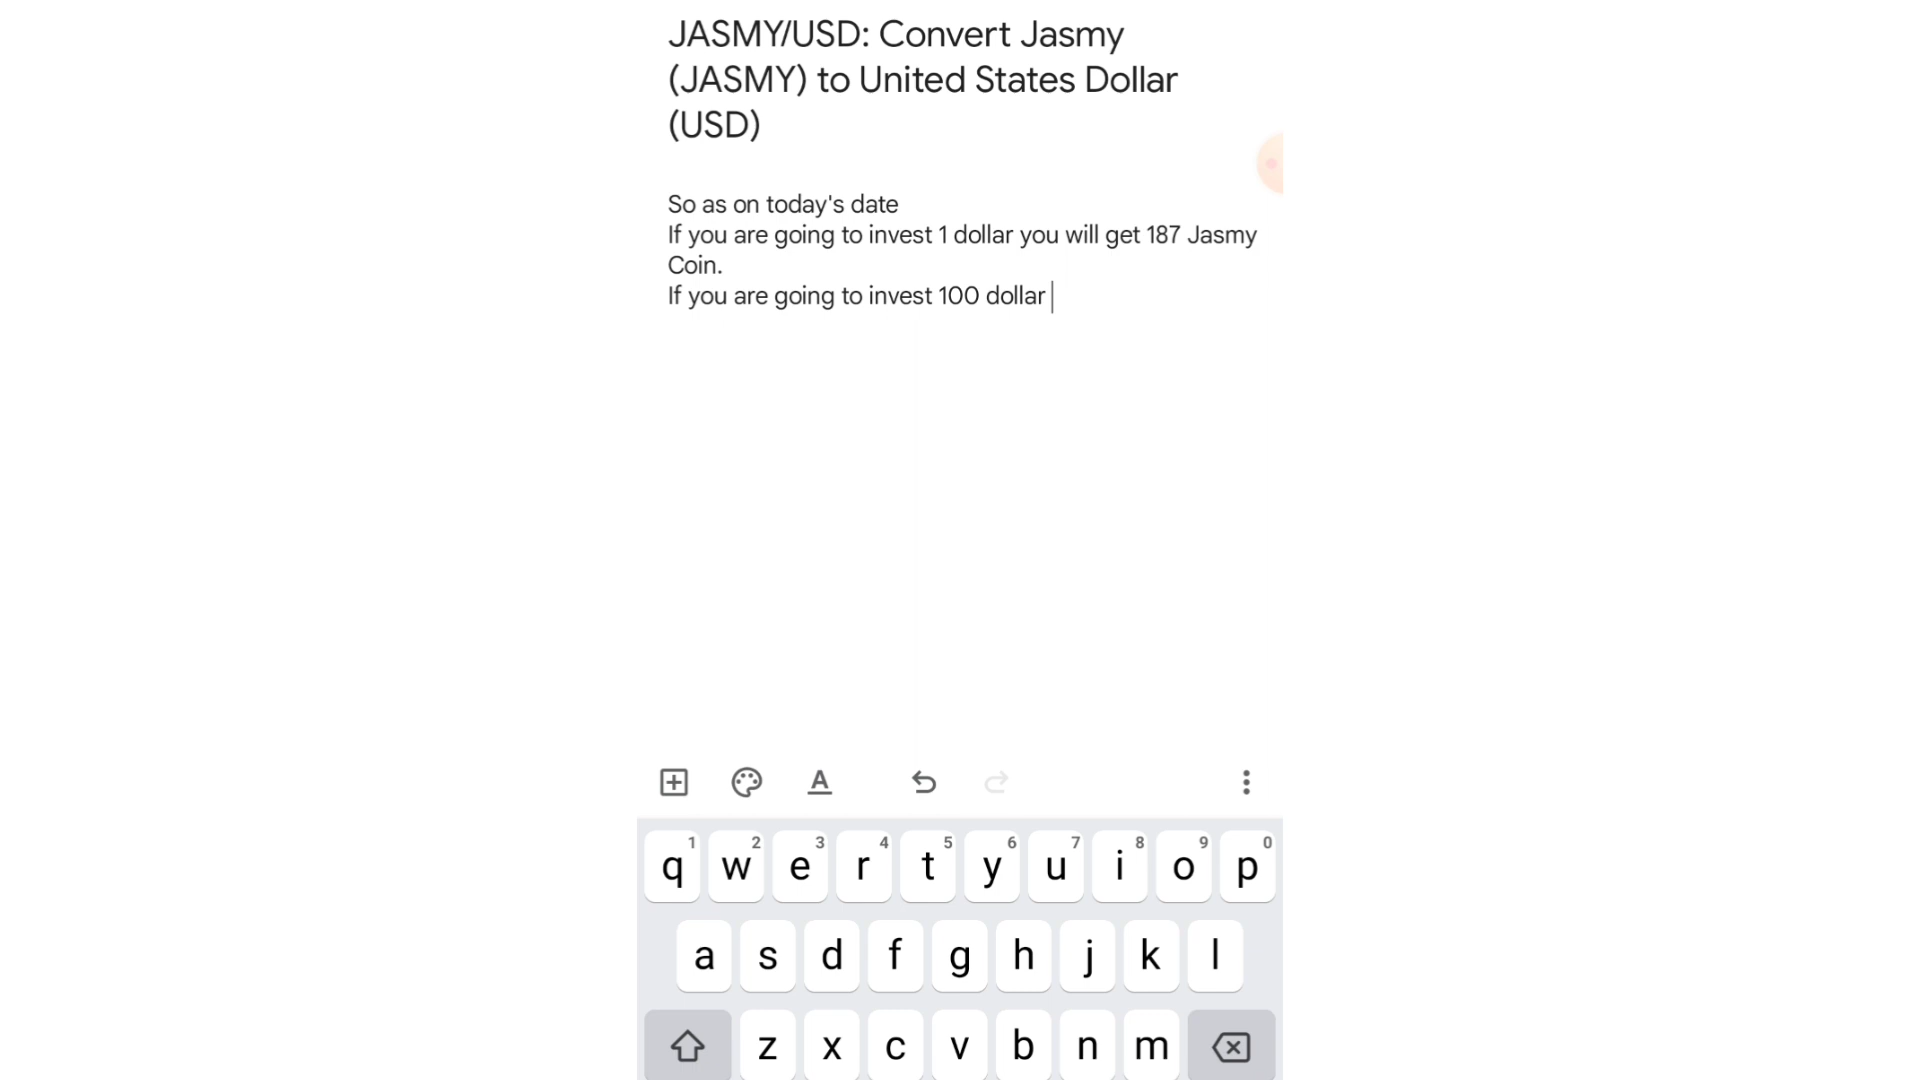 JASMY/USD: Convert Jasmy
(JASMY) to United States Dollar
(USD)
So as on today's date
If you are going to invest 1 dollar you will get 187 Jasmy
Coin.
If you are going to invest 100 dollar
A
1 2 3 4 5 6 7 8 9 0
q w e r t y u i o p
a s d f g h j k l
z x c v b n m